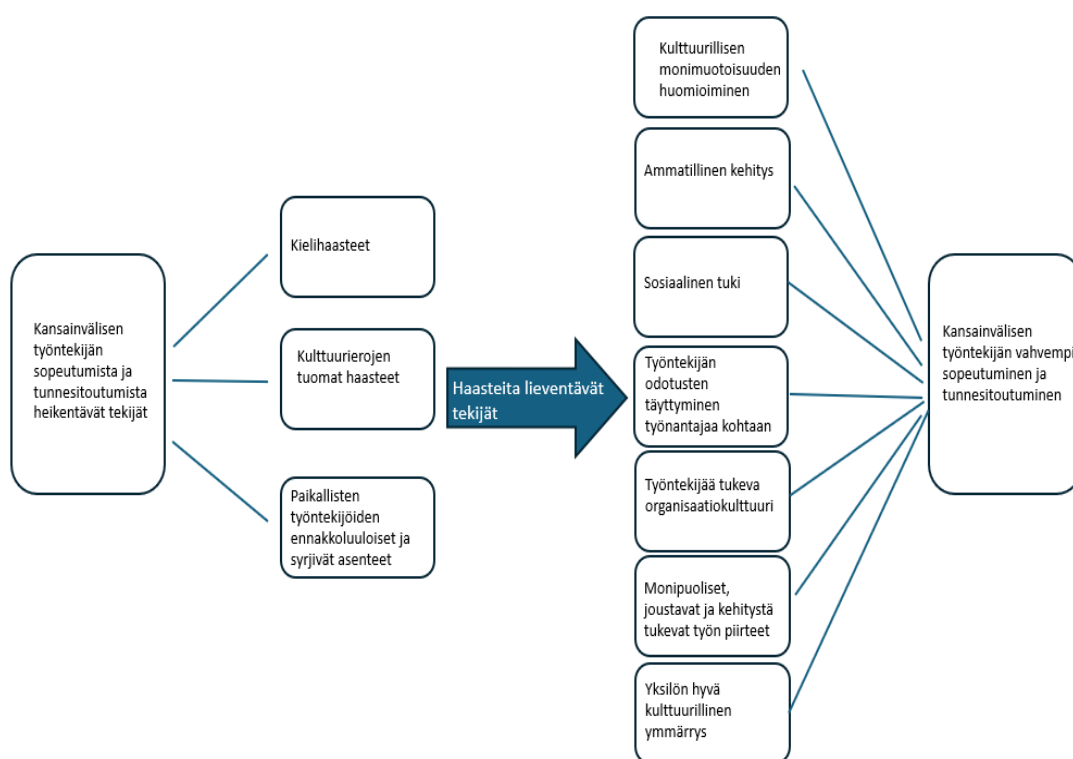 Kansainvälisen
työntekijän
sopeutumista ja
tunnesitoutumista
heikentävät tekijät
Kielihaasteet
Kulttuurierojen
tuomat haasteet
Paikallisten
työntekijöiden
ennakkoluuloiset ja
syrjivät asenteet
Haasteita lieventävät
tekijät
Kulttuurillisen
monimuotoisuuden
huomioiminen
Ammatillinen kehitys
Sosiaalinen tuki
Työntekijän
odotusten
täyttyminen
työnantajaa kohtaan
Työntekijää tukeva
organisaatiokulttuuri
Monipuoliset,
joustavat ja kehitystä
tukevat työn piirteet
Yksilön hyvä
kulttuurillinen
ymmärrys
Kansainvälisen
työntekijän vahvempi
sopeutuminen ja
tunnesitoutuminen